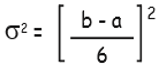 σ² = [ (b - a) / 6 ]²